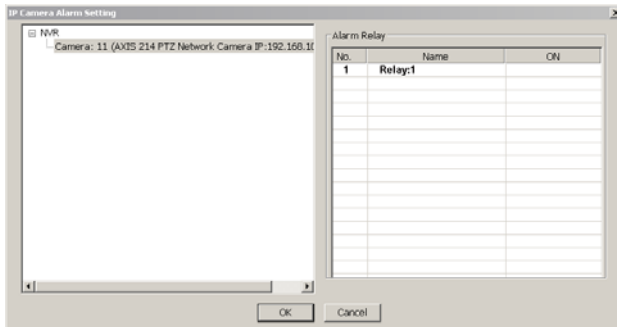 IP Camera Alarm Setting
NVR
Camera: 11 (AXIS 214 PTZ Network Camera IP:192.168.10
Alarm Relay
No. Name ON
1 Relay:1
OK Cancel